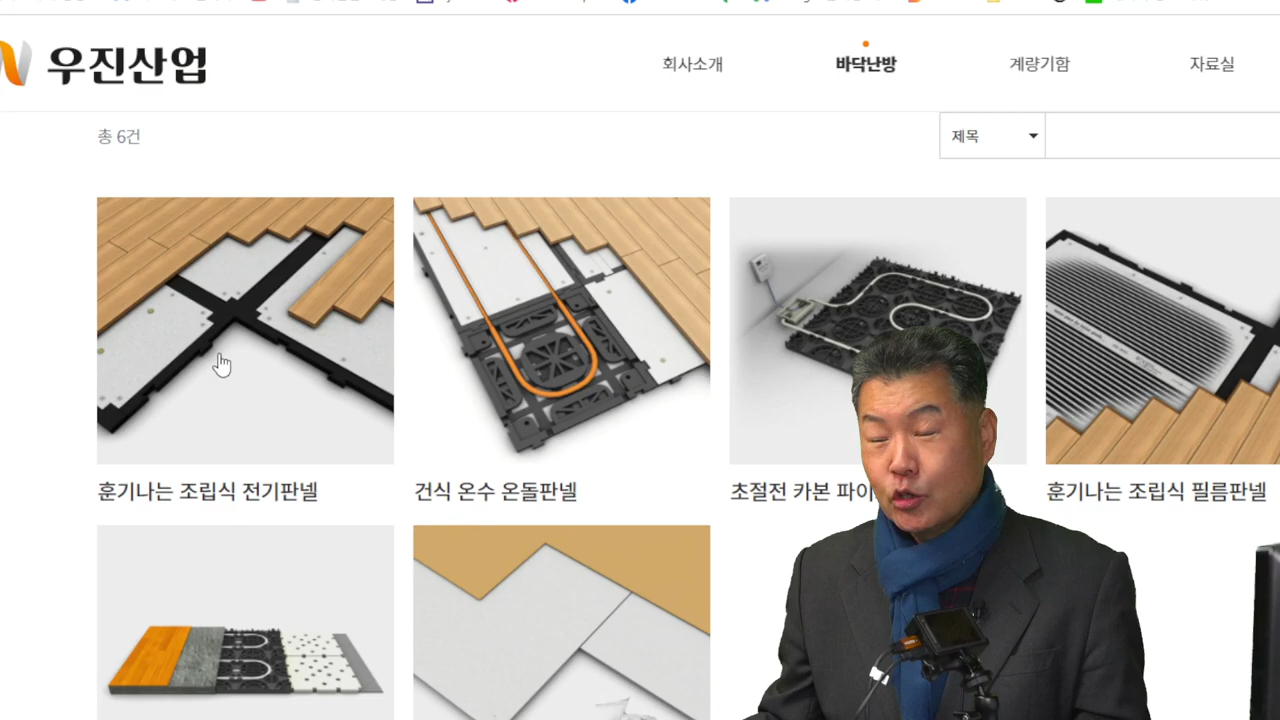 우진산업
회사소개
바닥난방
계량기함
자료실
총 6건
제목
훈기나는 조립식 전기판넬
건식 온수 온돌판넬
초절전 카본 파이
훈기나는 조립식 필름판넬